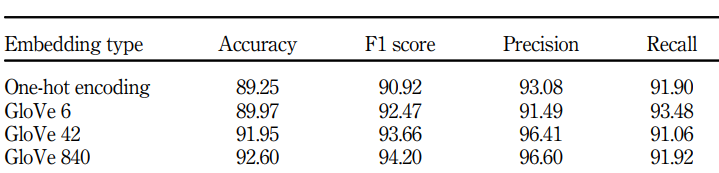 Embedding type Accuracy F1 score Precision Recall
One-hot encoding 89.25 90.92 93.08 91.90
GloVe 6 89.97 92.47 91.49 93.48
GloVe 42 91.95 93.66 96.41 91.06
GloVe 840 92.60 94.20 96.60 91.92